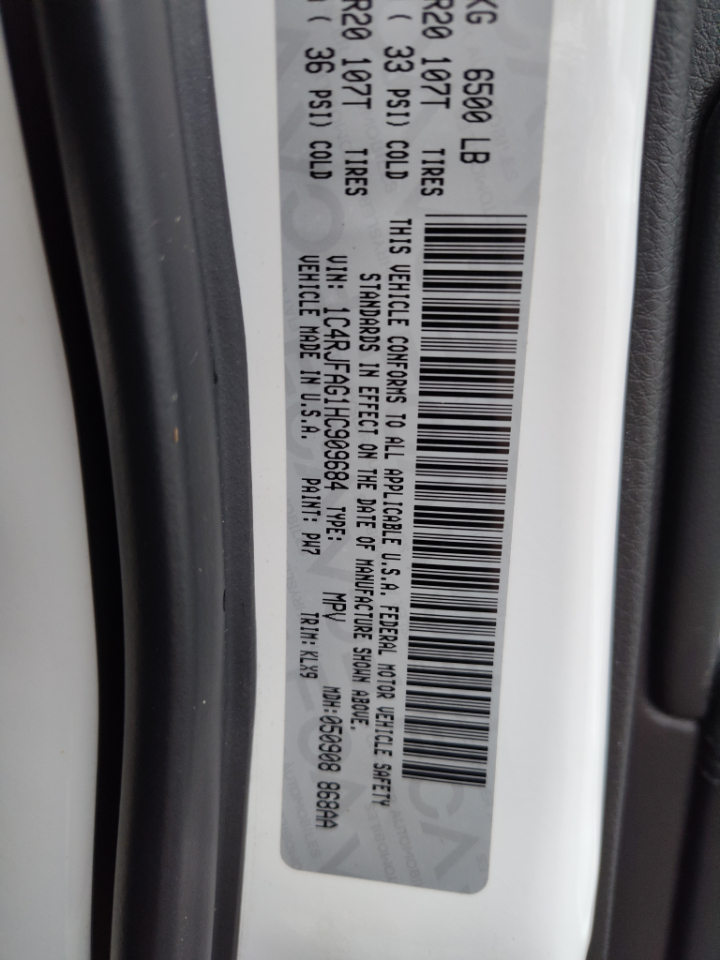 KG 6500 LB
R20 107T TIRES
( 33 PSI) COLD
R20 107T TIRES
( 36 PSI) COLD
THIS VEHICLE CONFORMS TO ALL APPLICABLE U.S.A. FEDERAL MOTOR VEHICLE SAFETY
STANDARDS IN EFFECT ON THE DATE OF MANUFACTURE SHOWN ABOVE.
VIN: 1C4RJFAG1HC909684 TYPE: MPV MDH:050908 868AA
VEHICLE MADE IN U.S.A. PAINT: PW7 TRIM:KLX9